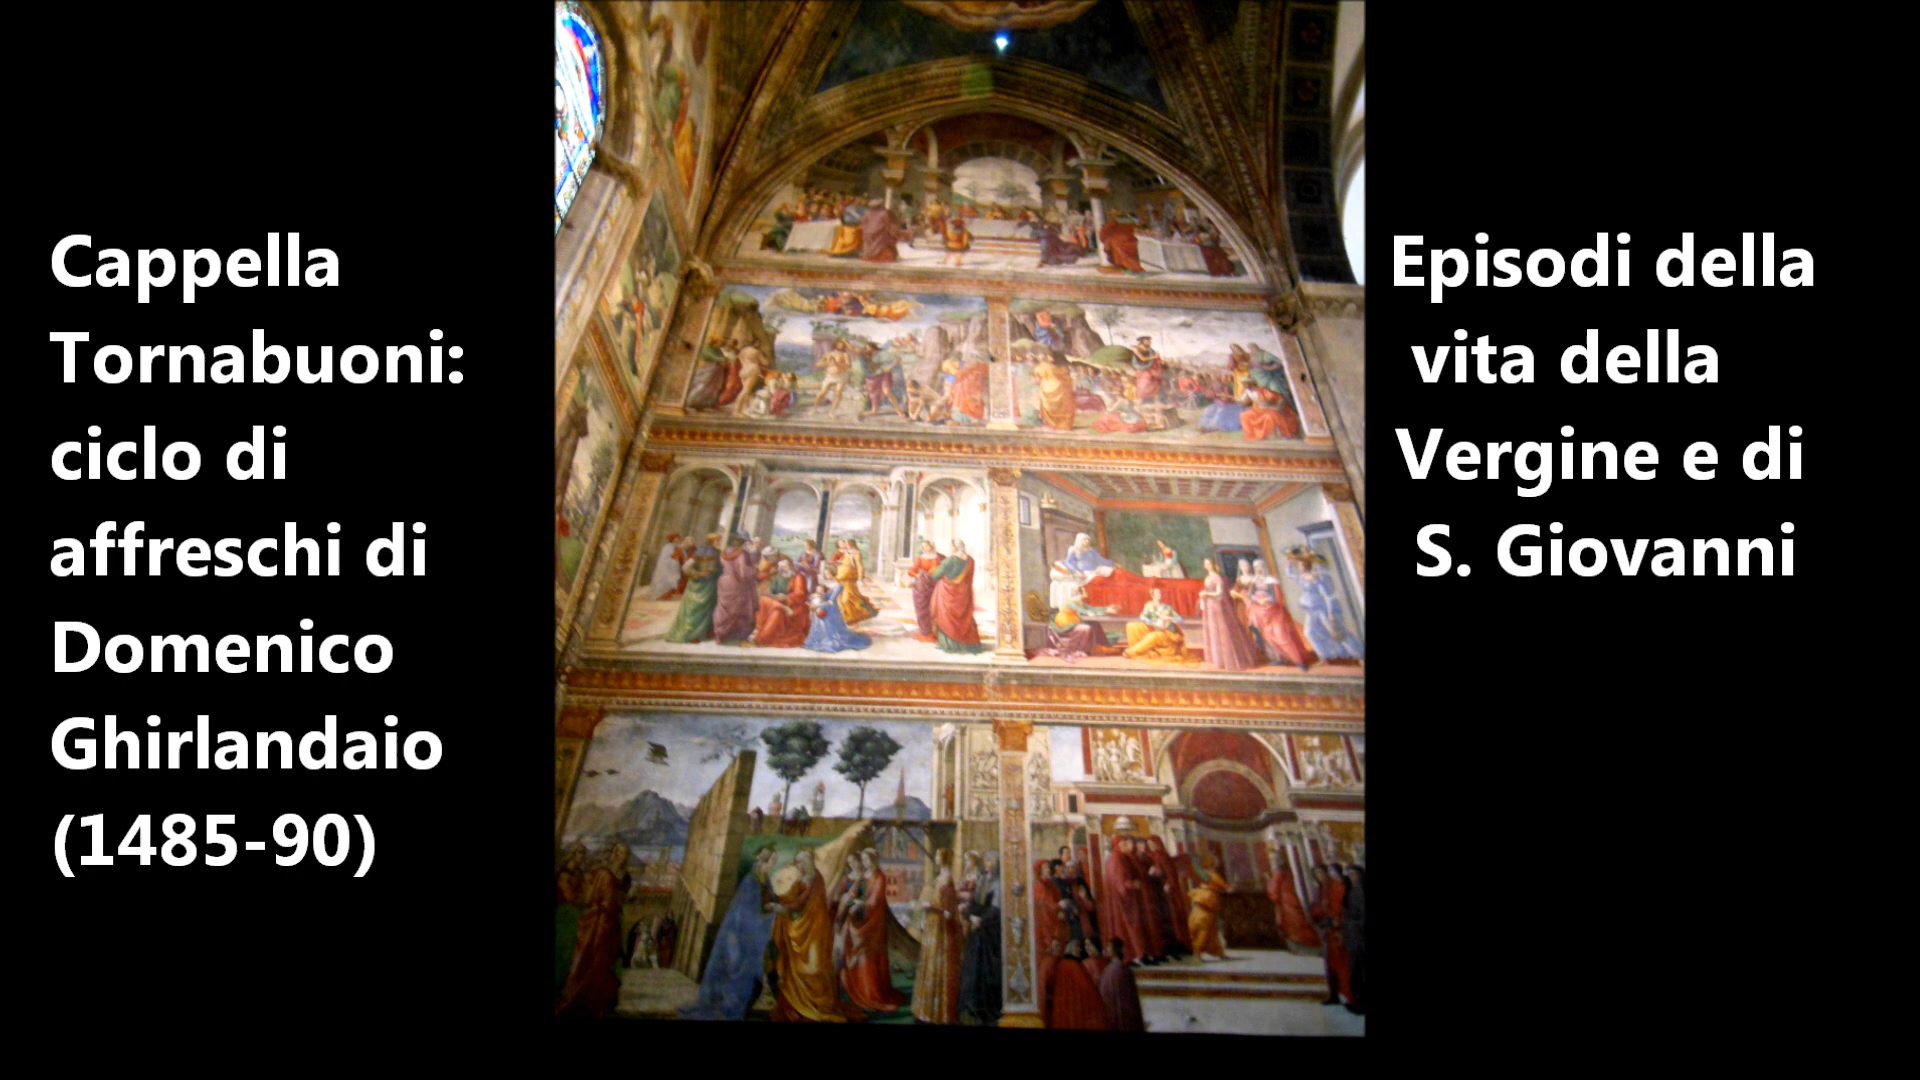 Cappella
Tornabuoni:
ciclo di
affreschi di
Domenico
Ghirlandaio
(1485-90)
Episodi della
vita della
Vergine e di
S. Giovanni